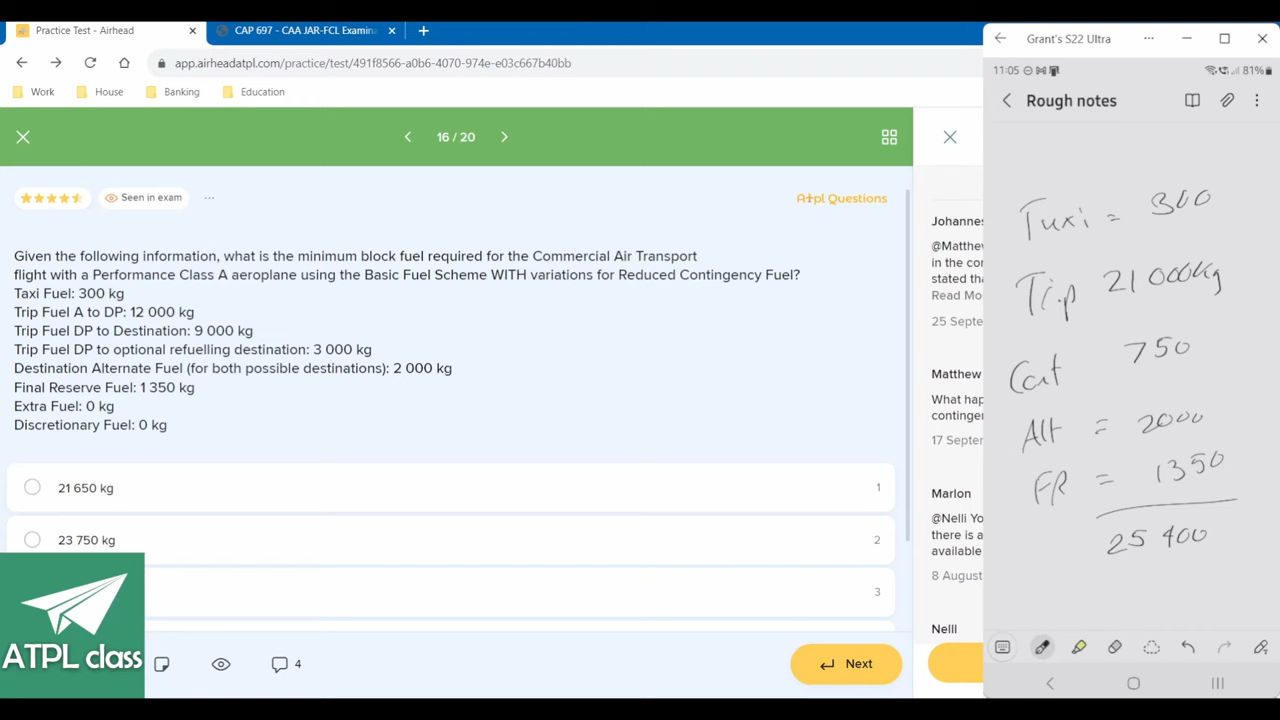 Practice Test - Airhead
CAP 697 - CAA JAR-FCL Examina
app.airheadatpl.com/practice/test/491f8566-a0b6-4070-974e-e03c667b40bb
Work
House
Banking
Education
16 / 20
Seen in exam
...
Atpl Questions
Given the following information, what is the minimum block fuel required for the Commercial Air Transport
flight with a Performance Class A aeroplane using the Basic Fuel Scheme WITH variations for Reduced Contingency Fuel?
Taxi Fuel: 300 kg
Trip Fuel A to DP: 12 000 kg
Trip Fuel DP to Destination: 9 000 kg
Trip Fuel DP to optional refuelling destination: 3 000 kg
Destination Alternate Fuel (for both possible destinations): 2 000 kg
Final Reserve Fuel: 1 350 kg
Extra Fuel: 0 kg
Discretionary Fuel: 0 kg
21 650 kg
1
23 750 kg
2
3
ATPL class
4
Next
Johannes
@Matthew
in the co
stated tha
Read Mo
25 Septe
Matthew
What hap
continge
17 Septem
Marlon
@Nelli Yo
there is a
available
8 August
Nelli
Grant's S22 Ultra
11:05
81%
Rough notes
Taxi = 300
Trip 21 000kg
Cont 750
Alt = 2000
FR = 1350
25 400